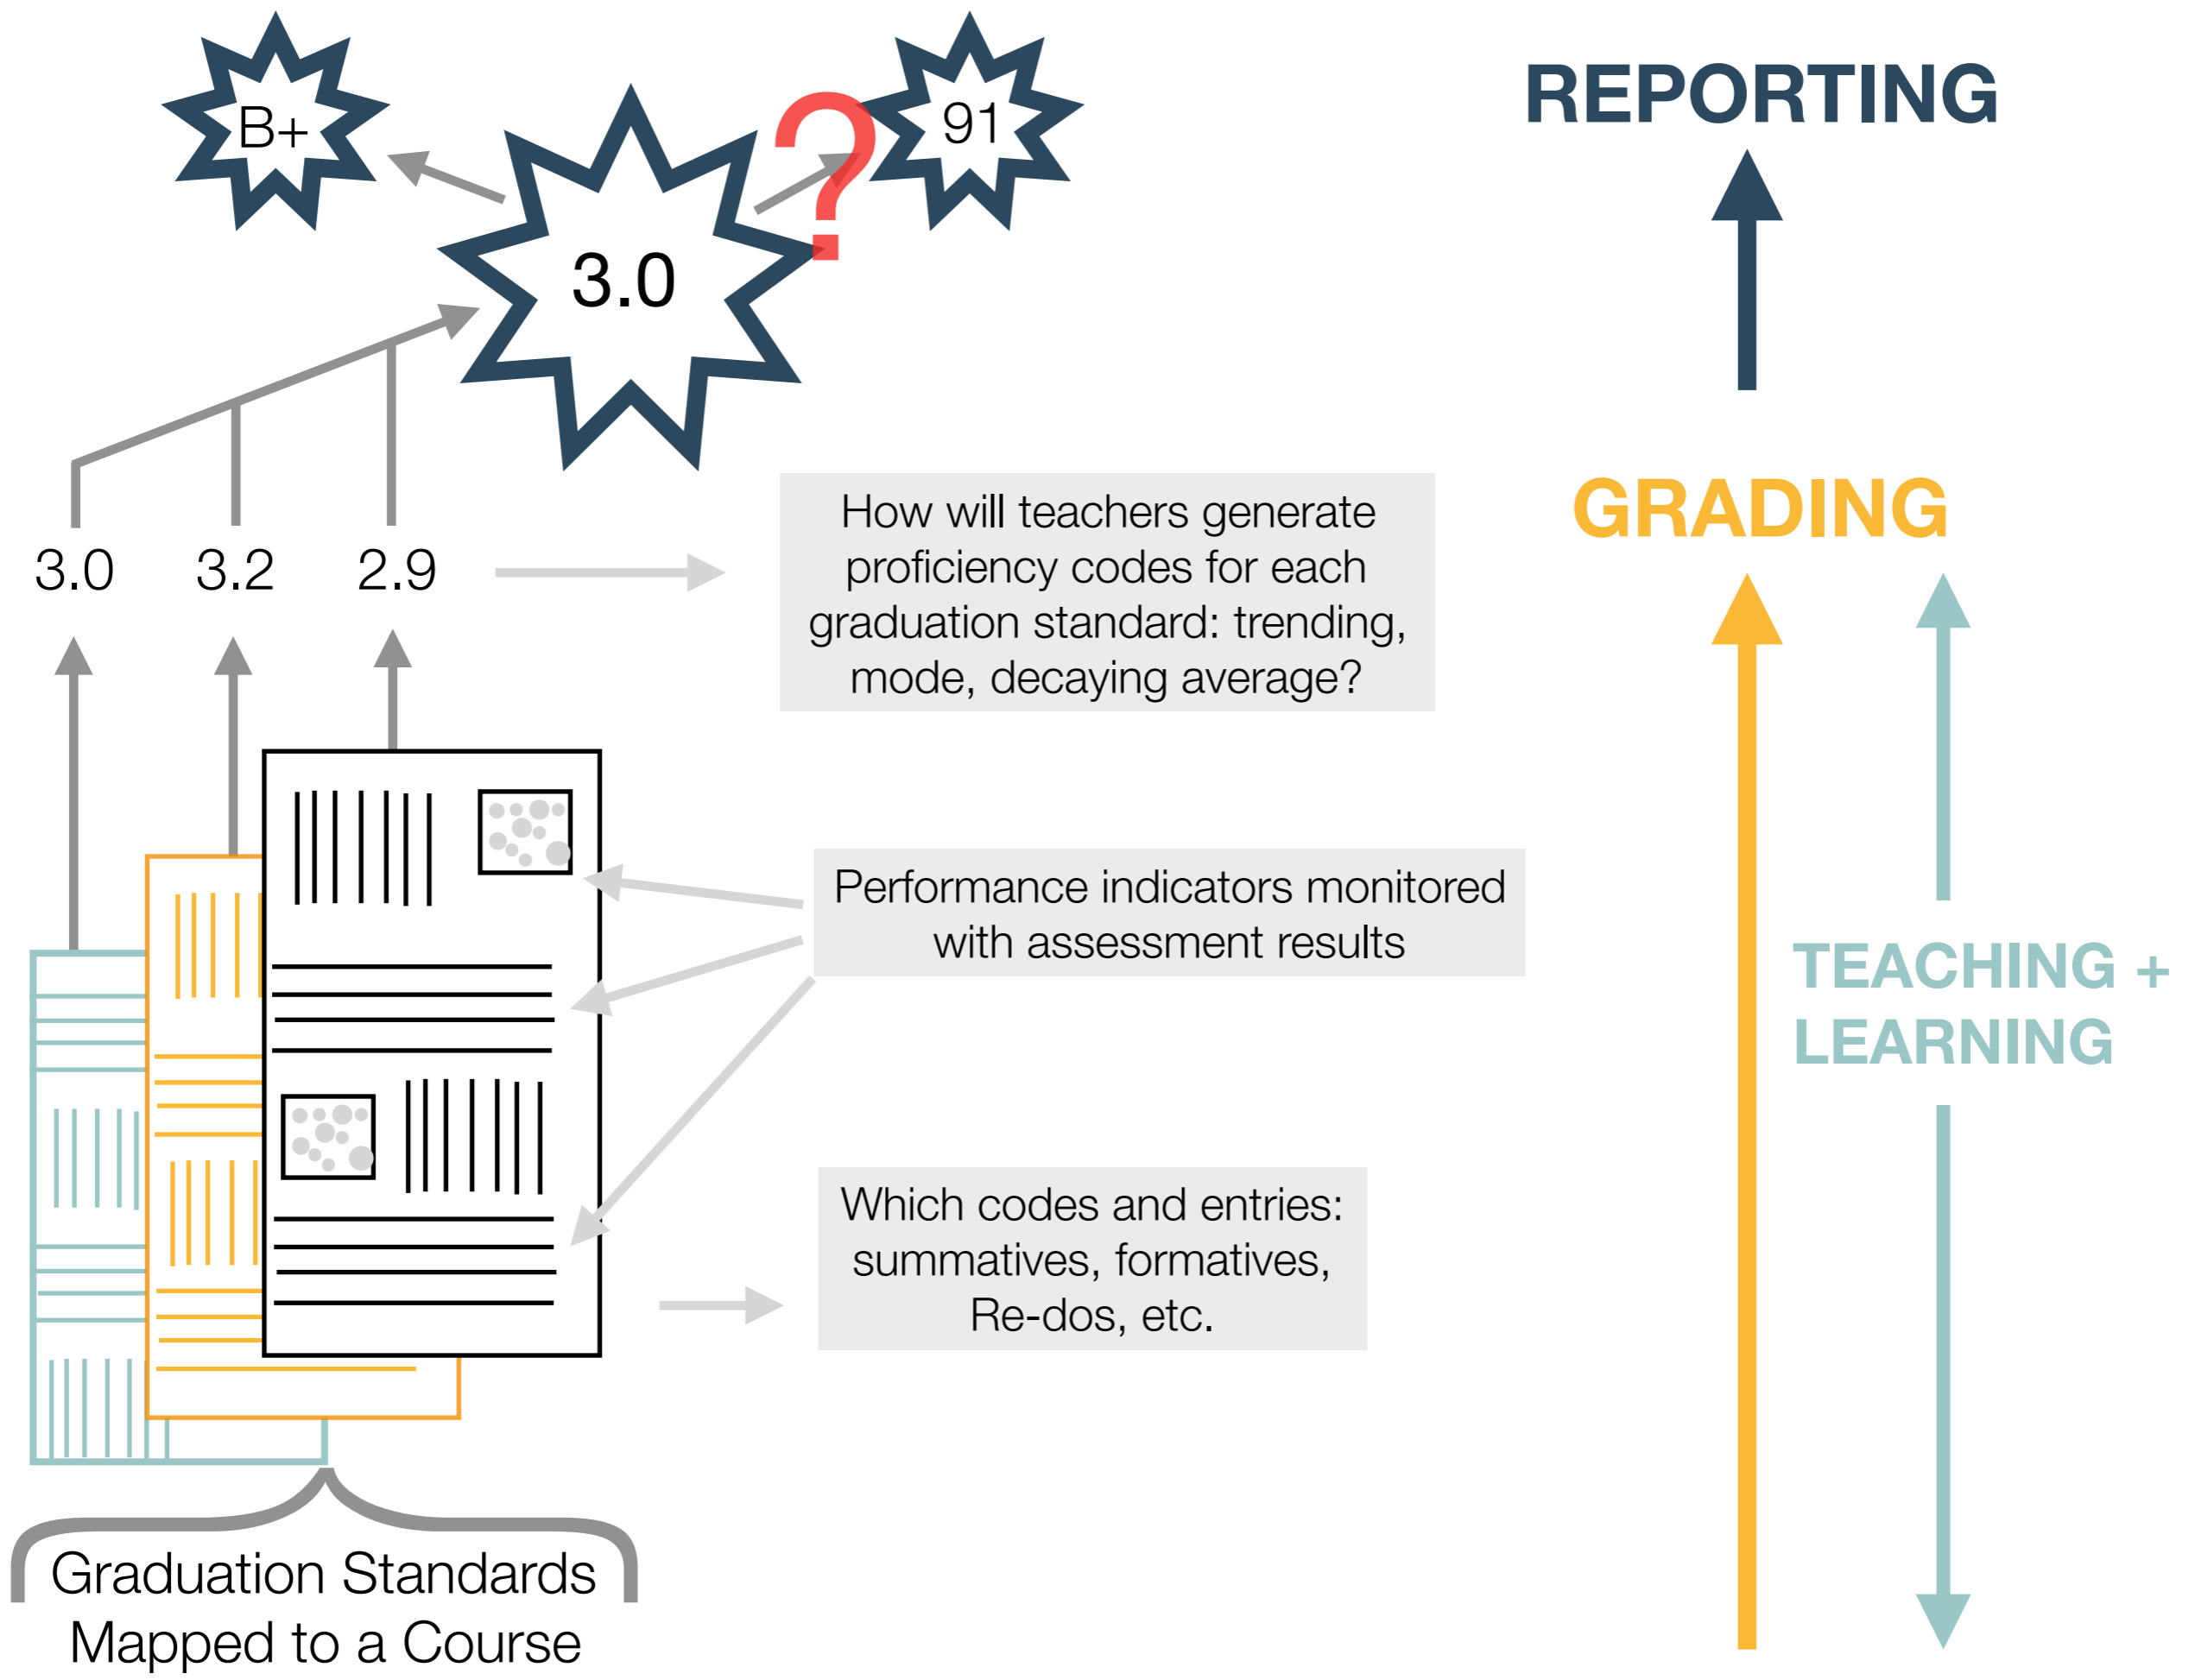 B+
?
91
3.0
REPORTING
3.0
3.2
2.9
How will teachers generate
proficiency codes for each
graduation standard: trending,
mode, decaying average?
GRADING
Performance indicators monitored
with assessment results
TEACHING +
LEARNING
Which codes and entries:
summatives, formatives,
Re-dos, etc.
Graduation Standards
Mapped to a Course